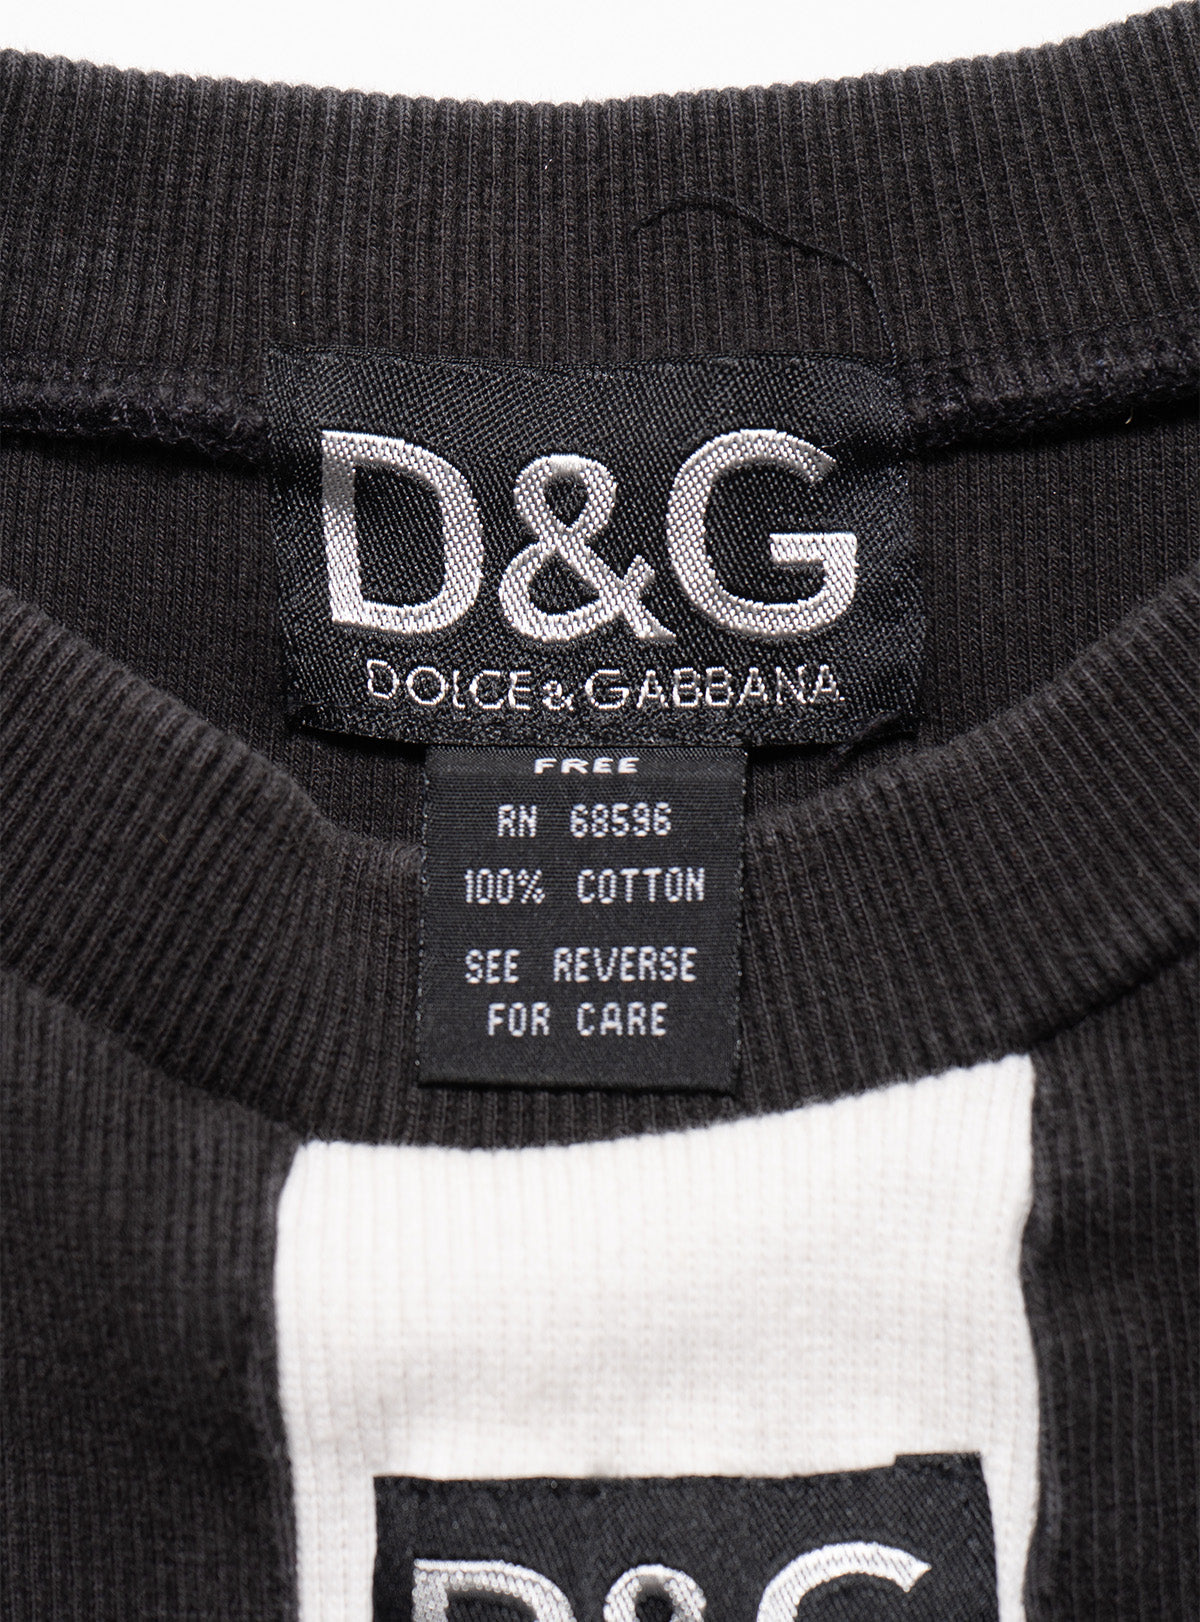 D&G
DOLCE & GABBANA
FREE
RN 68596
100% COTTON
SEE REVERSE
FOR CARE
D&G